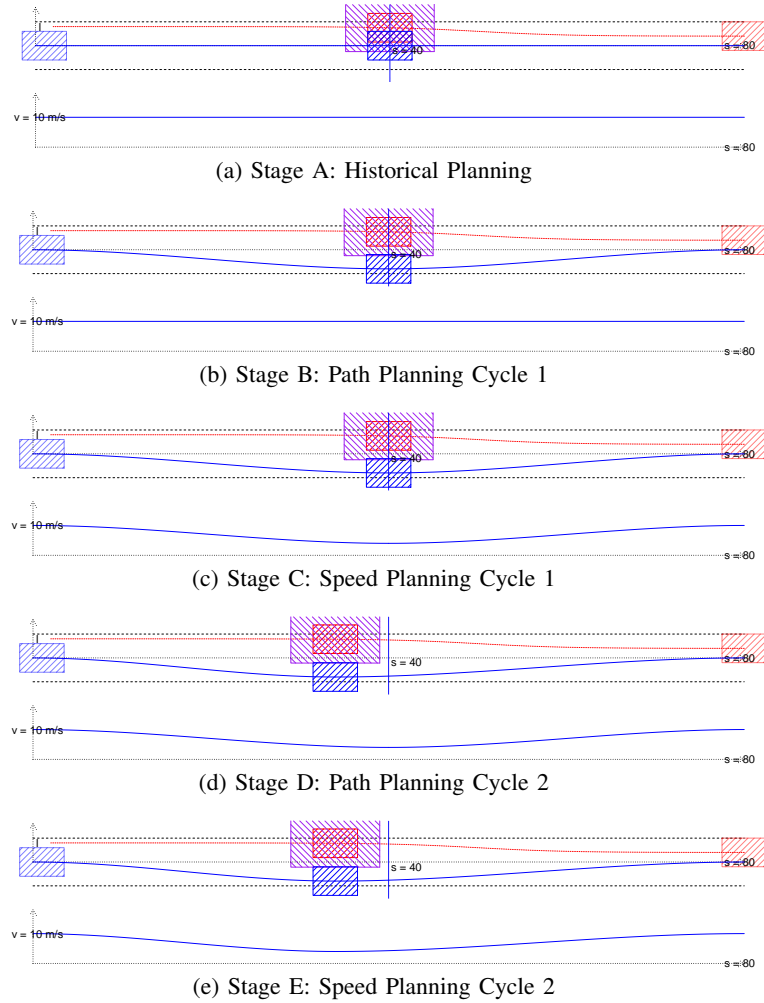 s = 40
s = 80
v = 10 m/s
s = 80
(a) Stage A: Historical Planning
s = 40
s = 80
v = 10 m/s
s = 80
(b) Stage B: Path Planning Cycle 1
s = 40
s = 80
v = 10 m/s
s = 80
(c) Stage C: Speed Planning Cycle 1
s = 40
s = 80
v = 10 m/s
s = 80
(d) Stage D: Path Planning Cycle 2
s = 40
s = 80
v = 10 m/s
s = 80
(e) Stage E: Speed Planning Cycle 2